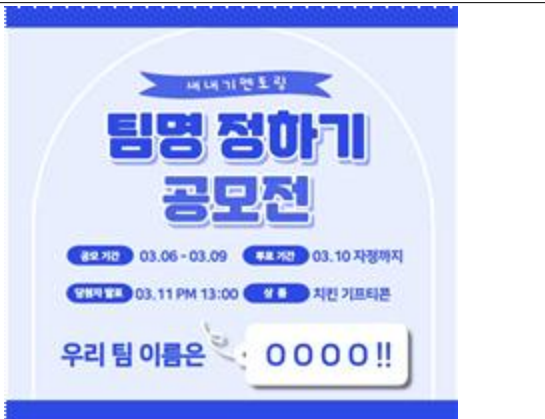 새내기멘토링
팀명 정하기
공모전
공모 기간 03.06 - 03.09 투표 기간 03.10 자정까지
당첨자 발표 03.11 PM 13:00 상 품 치킨 기프티콘
우리 팀 이름은 OOOO!!